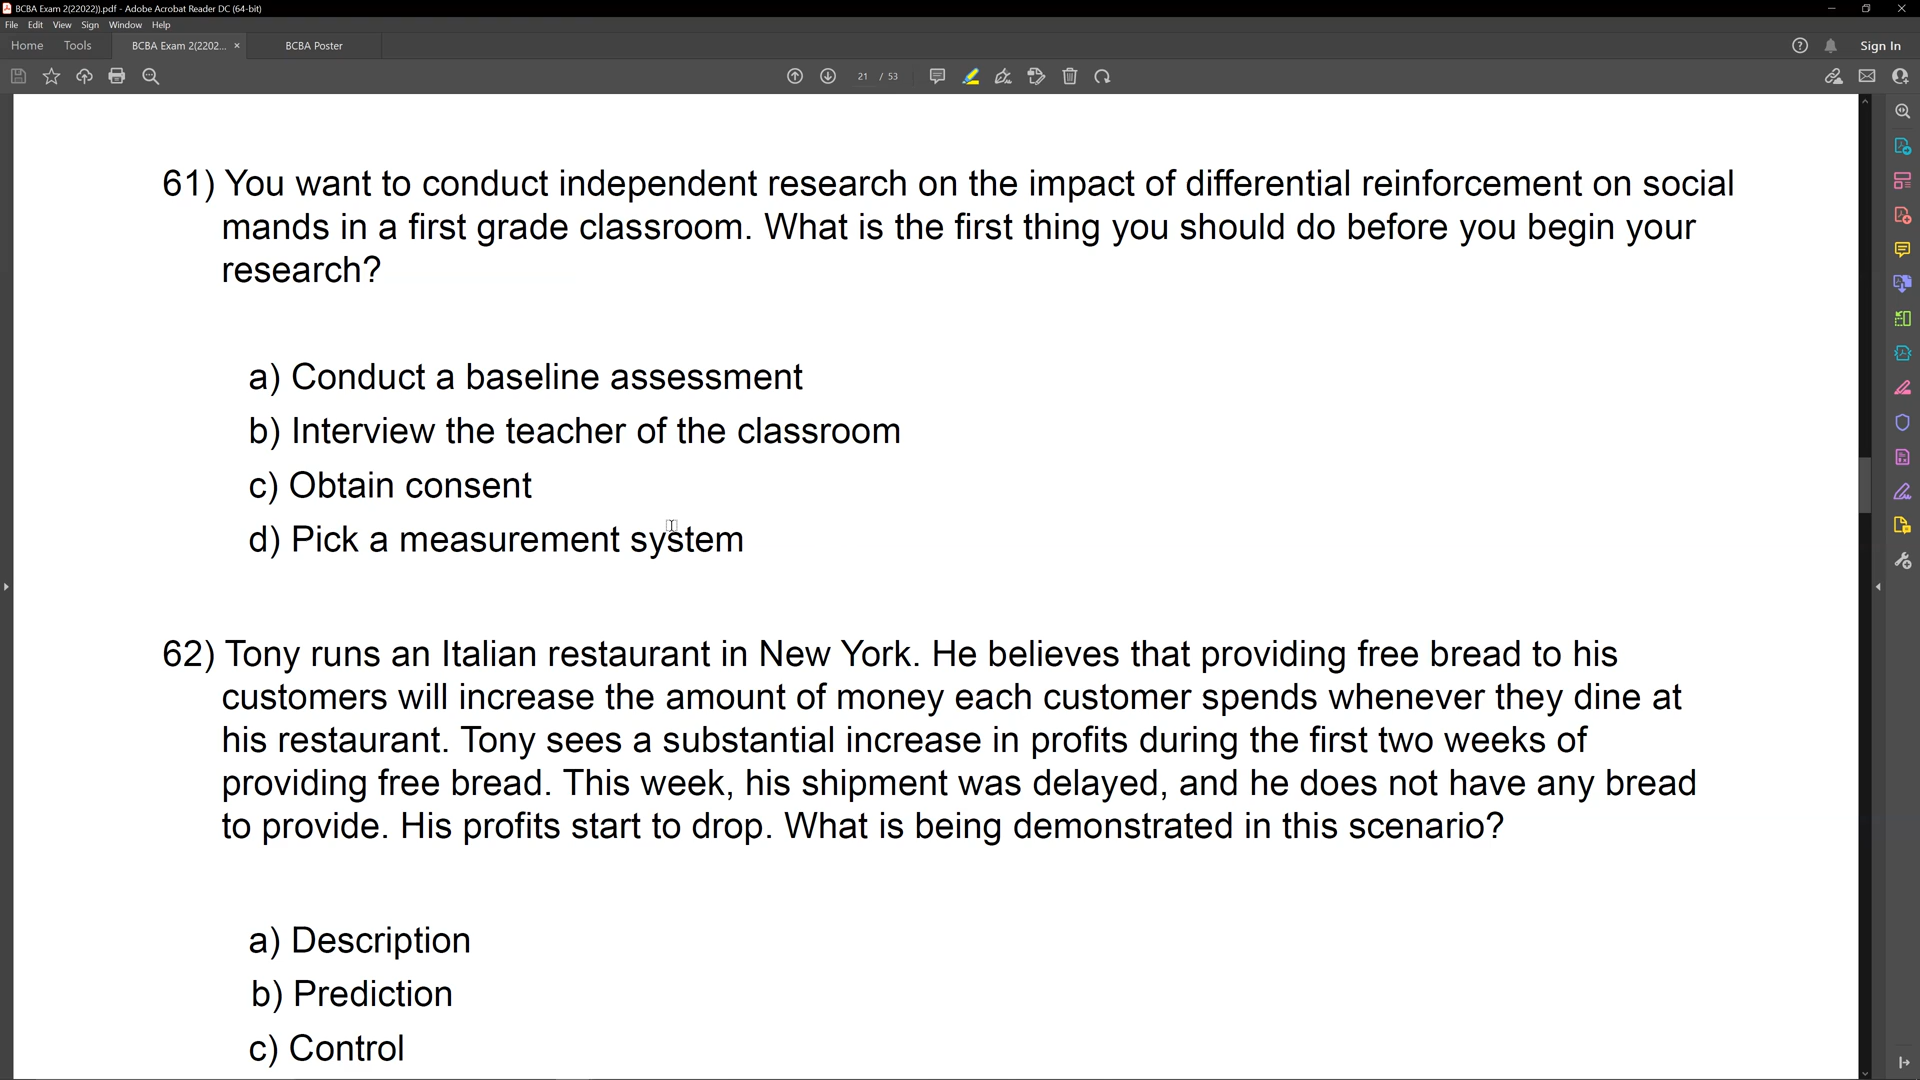 BCBA Exam 2(22022)).pdf - Adobe Acrobat Reader DC (64-bit)
File Edit View Sign Window Help
Home Tools BCBA Exam 2(2202... × BCBA Poster Sign In
21 / 53
61) You want to conduct independent research on the impact of differential reinforcement on social
mands in a first grade classroom. What is the first thing you should do before you begin your
research?
a) Conduct a baseline assessment
b) Interview the teacher of the classroom
c) Obtain consent
d) Pick a measurement system
62) Tony runs an Italian restaurant in New York. He believes that providing free bread to his
customers will increase the amount of money each customer spends whenever they dine at
his restaurant. Tony sees a substantial increase in profits during the first two weeks of
providing free bread. This week, his shipment was delayed, and he does not have any bread
to provide. His profits start to drop. What is being demonstrated in this scenario?
a) Description
b) Prediction
c) Control